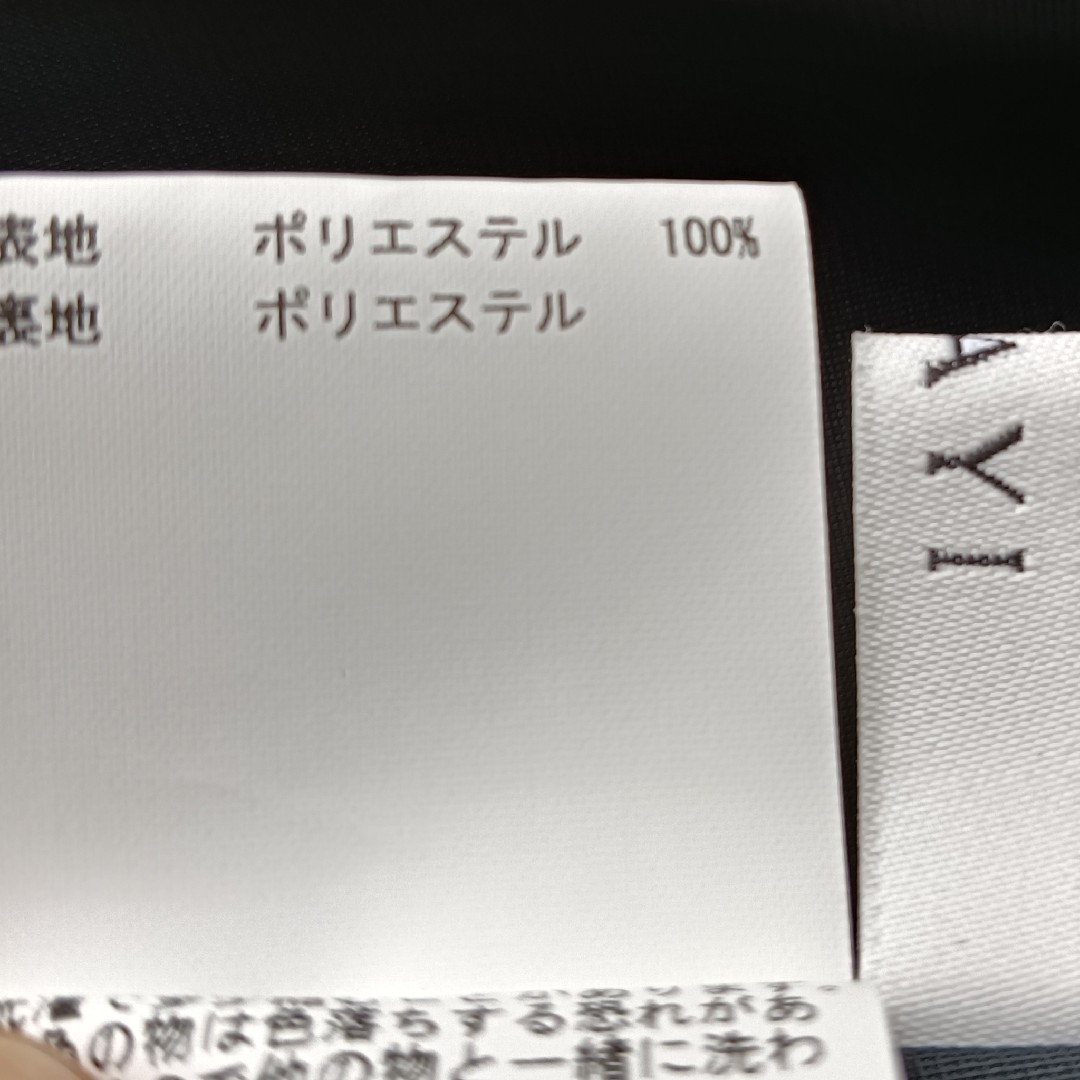 表地 ポリエステル 100%
裏地 ポリエステル
AYI
の物は色落ちする恐れがあ
の物と一緒に洗わ